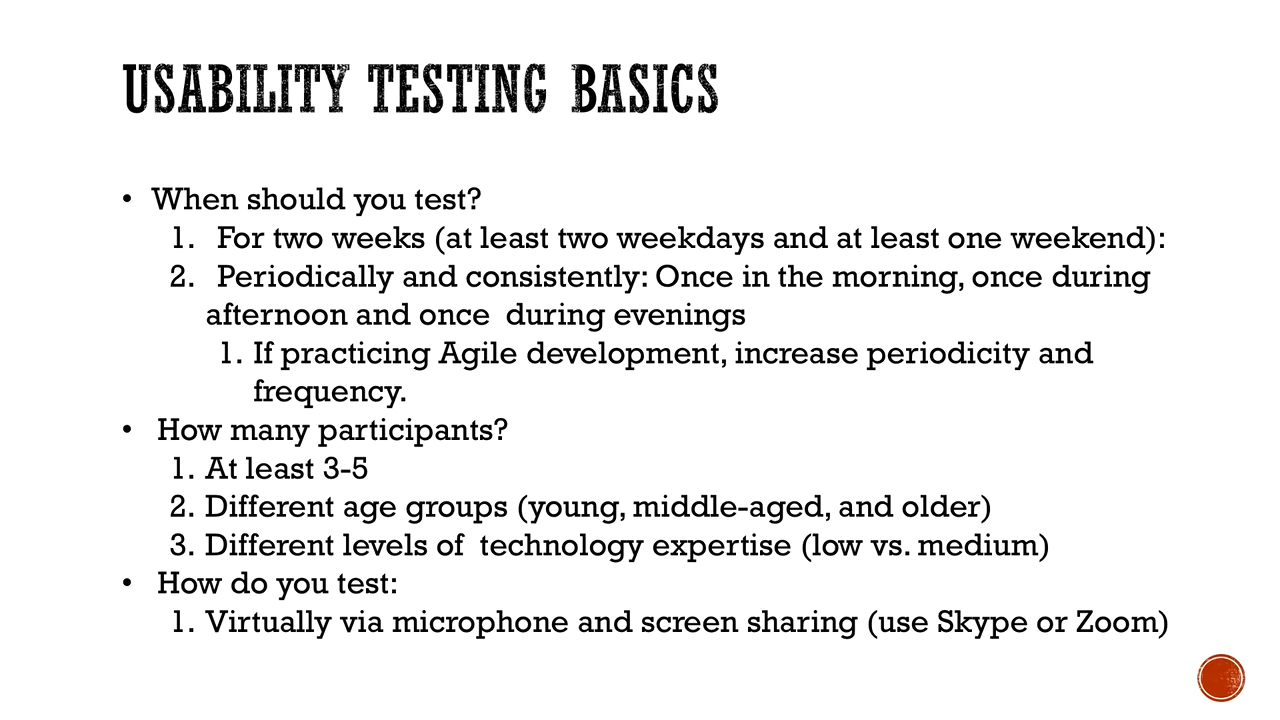 USABILITY TESTING BASICS
• When should you test?
1. For two weeks (at least two weekdays and at least one weekend):
2. Periodically and consistently: Once in the morning, once during
afternoon and once  during evenings
1. If practicing Agile development, increase periodicity and
frequency.
• How many participants?
1. At least 3-5
2. Different age groups (young, middle-aged, and older)
3. Different levels of  technology expertise (low vs. medium)
• How do you test:
1. Virtually via microphone and screen sharing (use Skype or Zoom)